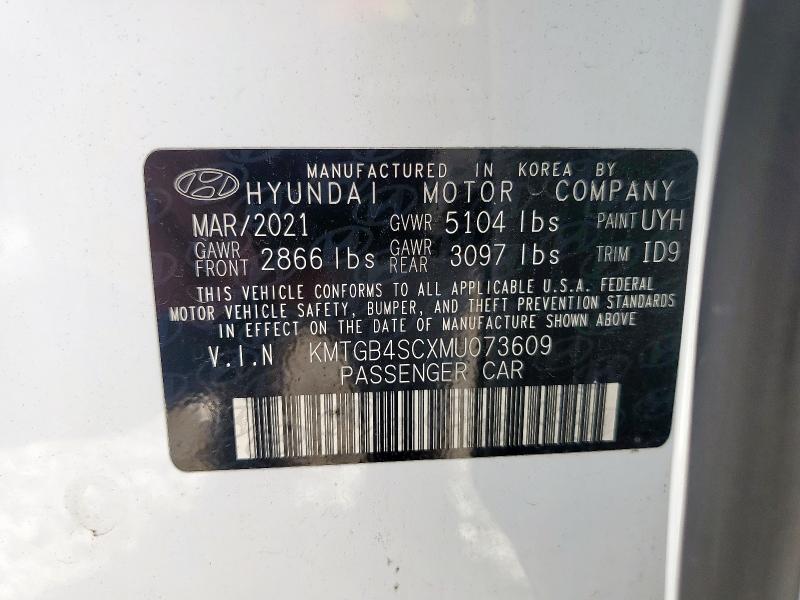 MANUFACTURED IN KOREA BY
HYUNDAI MOTOR COMPANY
MAR/2021 GVWR 5104 lbs PAINT UYH
GAWR FRONT 2866 lbs GAWR REAR 3097 lbs TRIM ID9
THIS VEHICLE CONFORMS TO ALL APPLICABLE U.S.A. FEDERAL
MOTOR VEHICLE SAFETY, BUMPER, AND THEFT PREVENTION STANDARDS
IN EFFECT ON THE DATE OF MANUFACTURE SHOWN ABOVE.
V.I.N KMTGB4SCXMU073609
PASSENGER CAR